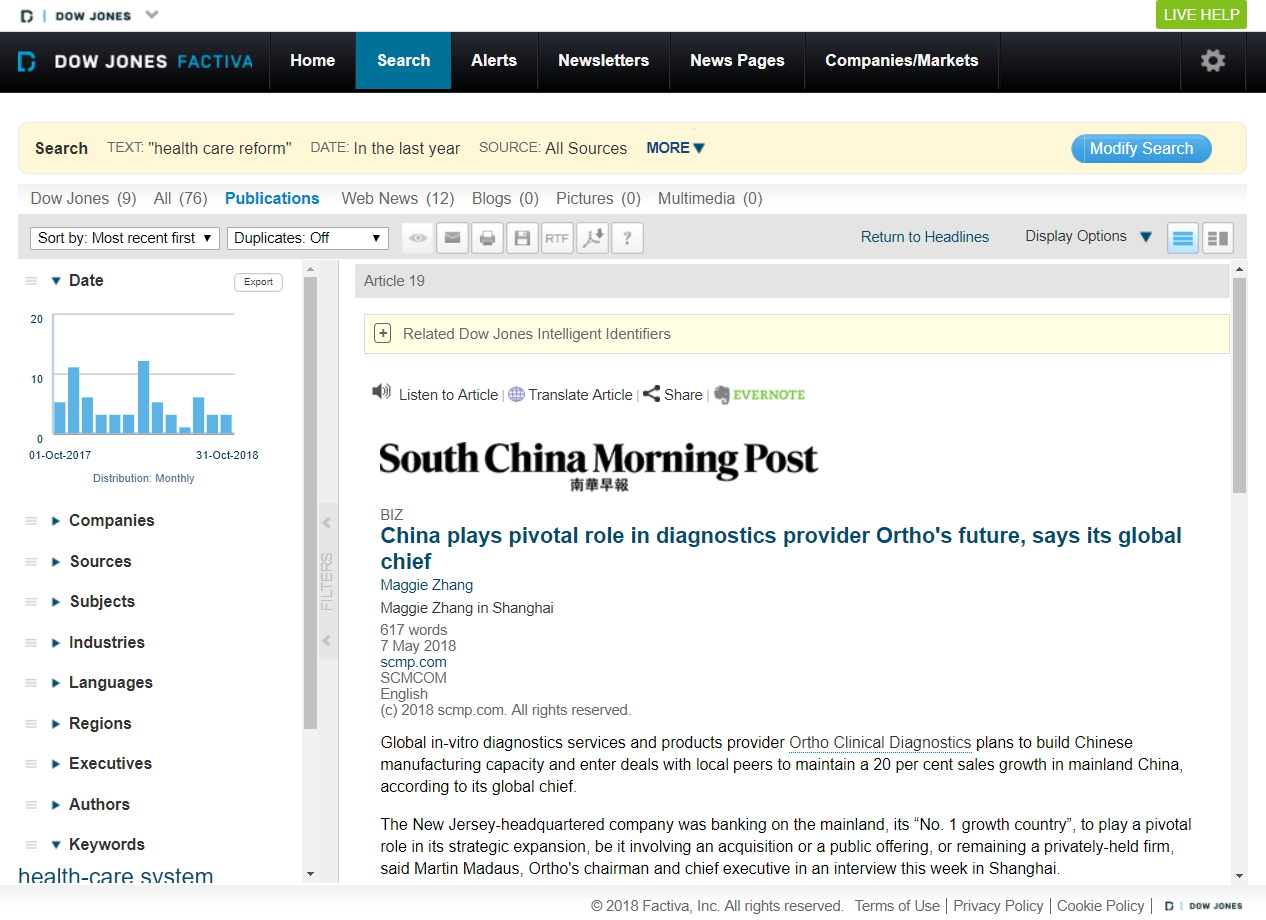 DOW JONES
LIVE HELP
DOW JONES FACTIVA
Home
Search
Alerts
Newsletters
News Pages
Companies/Markets
Search TEXT: "health care reform" DATE: In the last year SOURCE: All Sources MORE ▼
Modify Search
Dow Jones (9) All (76) Publications Web News (12) Blogs (0) Pictures (0) Multimedia (0)
Sort by: Most recent first ▼
Duplicates: Off ▼
RTF
?
Return to Headlines
Display Options ▼
Date
Export
20
10
0
01-Oct-2017
31-Oct-2018
Distribution: Monthly
Companies
Sources
Subjects
Industries
Languages
Regions
Executives
Authors
Keywords
health-care system
FILTERS
Article 19
+ Related Dow Jones Intelligent Identifiers
Listen to Article | Translate Article | Share | EVERNOTE
South China Morning Post
南華早報
BIZ
China plays pivotal role in diagnostics provider Ortho's future, says its global
chief
Maggie Zhang
Maggie Zhang in Shanghai
617 words
7 May 2018
scmp.com
SCMCOM
English
(c) 2018 scmp.com. All rights reserved.
Global in-vitro diagnostics services and products provider Ortho Clinical Diagnostics plans to build Chinese
manufacturing capacity and enter deals with local peers to maintain a 20 per cent sales growth in mainland China,
according to its global chief.
The New Jersey-headquartered company was banking on the mainland, its “No. 1 growth country”, to play a pivotal
role in its strategic expansion, be it involving an acquisition or a public offering, or remaining a privately-held firm,
said Martin Madaus, Ortho's chairman and chief executive in an interview this week in Shanghai.
© 2018 Factiva, Inc. All rights reserved. Terms of Use | Privacy Policy | Cookie Policy | DOW JONES